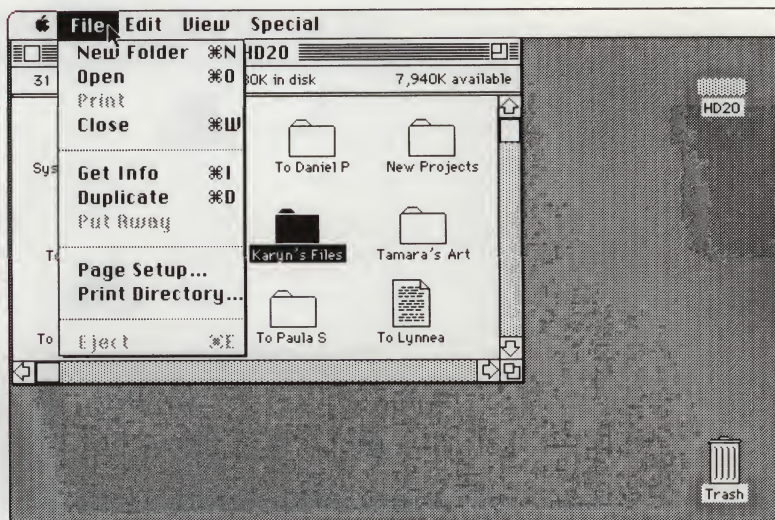 File Edit View Special
New Folder ⌘N
HD20
Open ⌘O
31
0K in disk
7,940K available
Print
Close ⌘W
HD20
Sys
Get Info ⌘I
To Daniel P
New Projects
Duplicate ⌘D
Put Away
Karyn's Files
Tamara's Art
Page Setup...
Print Directory...
To
Eject ⌘E
To Paula S
To Lynnea
Trash